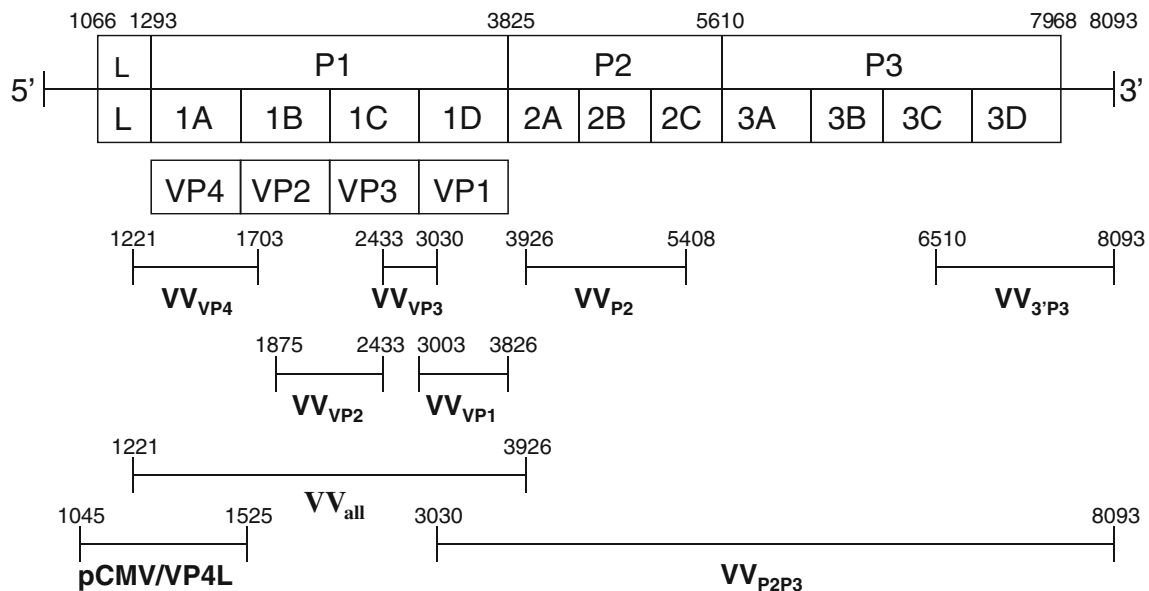 1066 1293 3825 5610 7968 8093
L P1 P2 P3
5’ 3’
L 1A 1B 1C 1D 2A 2B 2C 3A 3B 3C 3D
VP4 VP2 VP3 VP1
1221 1703 2433 3030 3926 5408 6510 8093
VVVP4 VVVP3 VVP2 VV3’P3
1875 2433 3003 3826
VVVP2 VVVP1
1221 3926
VVall
1045 1525 3030 8093
pCMV/VP4L VVP2P3